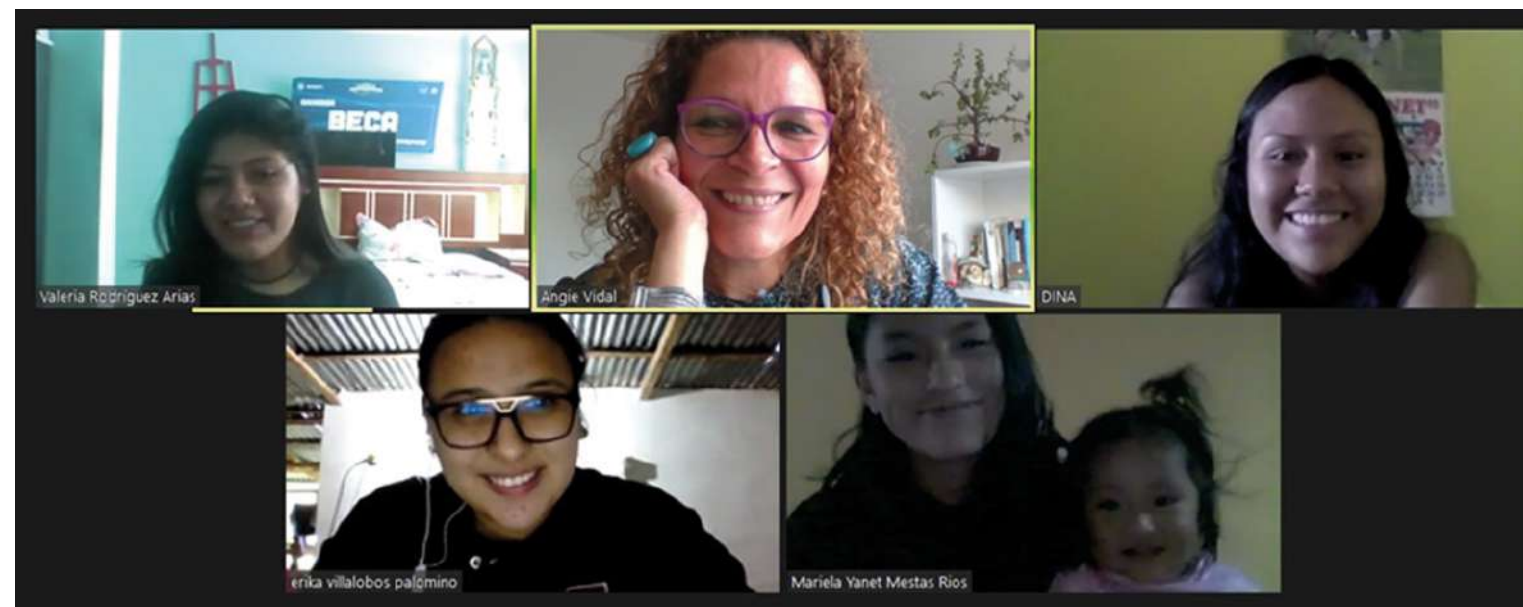 BECA
Valeria Rodriguez Arias
Angie Vidal
DINA
erika villalobos palomino
Mariela Yanet Mestas Rios